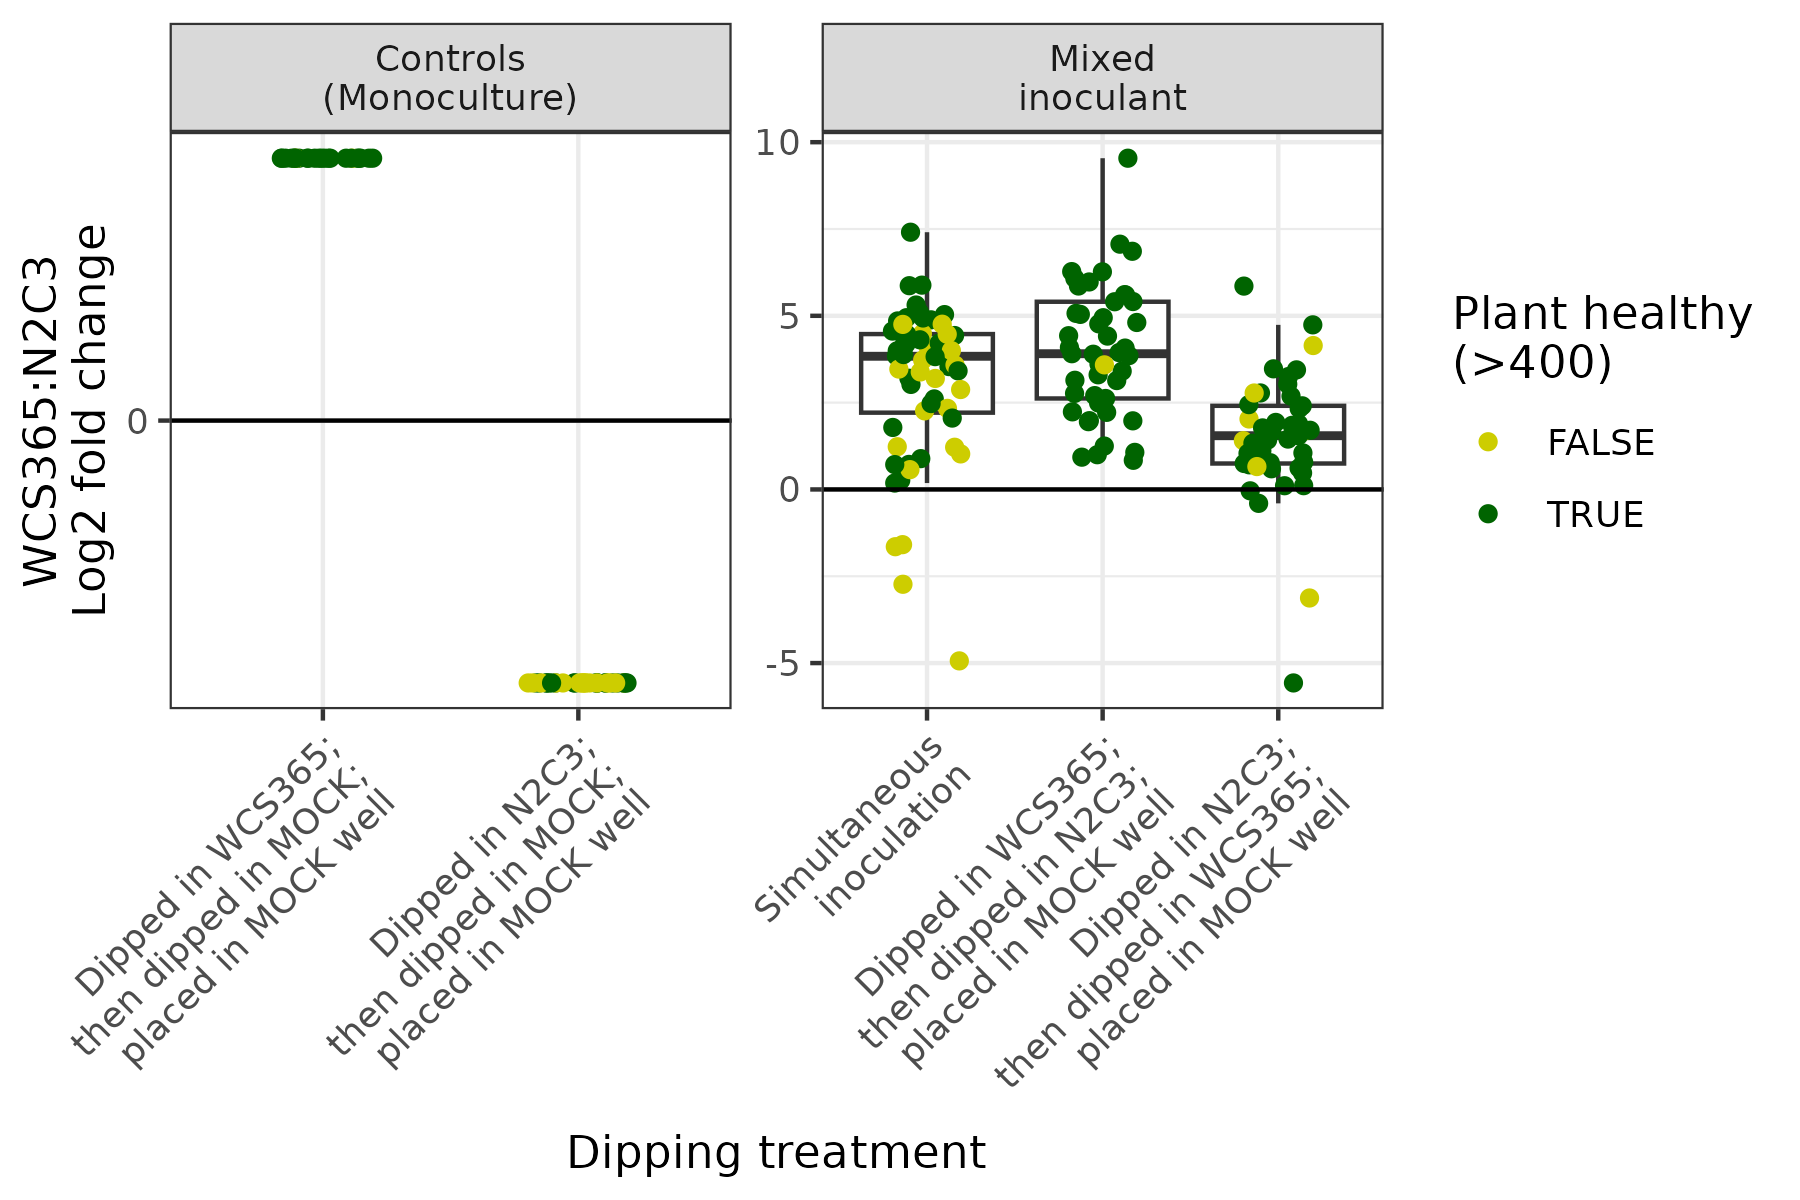 Controls
(Monoculture)
Mixed
inoculant
WCS365:N2C3
Log2 fold change
0
10
5
0
-5
Dipped in WCS365;
then dipped in MOCK;
placed in MOCK well
Dipped in N2C3;
then dipped in MOCK;
placed in MOCK well
Simultaneous
inoculation
Dipped in WCS365;
then dipped in N2C3;
placed in MOCK well
Dipped in N2C3;
then dipped in WCS365;
placed in MOCK well
Dipping treatment
Plant healthy
(>400)
FALSE
TRUE